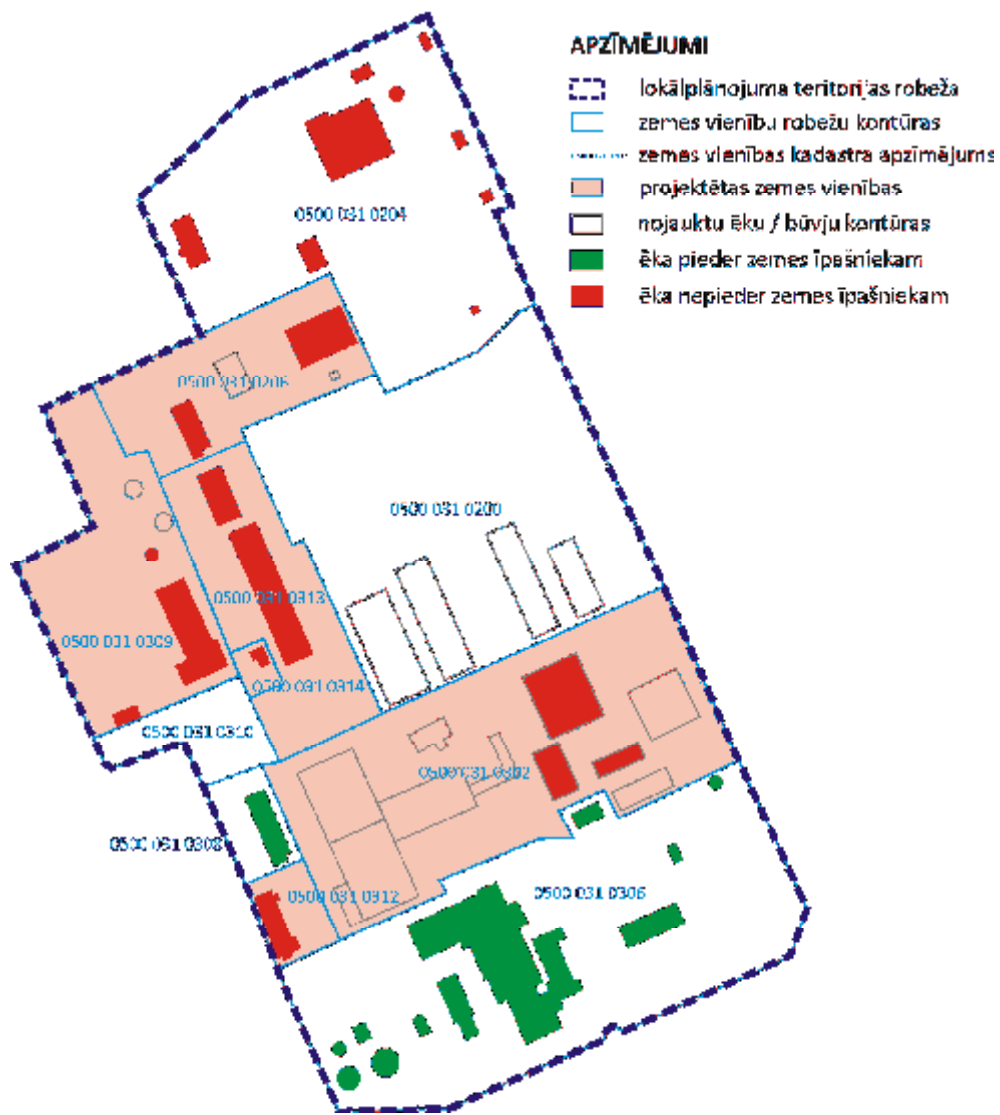 APZĪMĒJUMI
lokālplānojuma teritorijas robeža
zemes vienību robežu kontūras
zemes vienības kadastra apzīmējums
projektētas zemes vienības
nojauktu ēku / būvju kontūras
ēka pieder zemes īpašniekam
ēka nepieder zemes īpašniekam
0500 031 0204
0500 031 0206
0500 031 0200
0500 031 0313
0500 031 0309
0500 031 0314
0500 031 0310
0500 031 0302
0500 031 0308
0500 031 0312
0500 031 0306